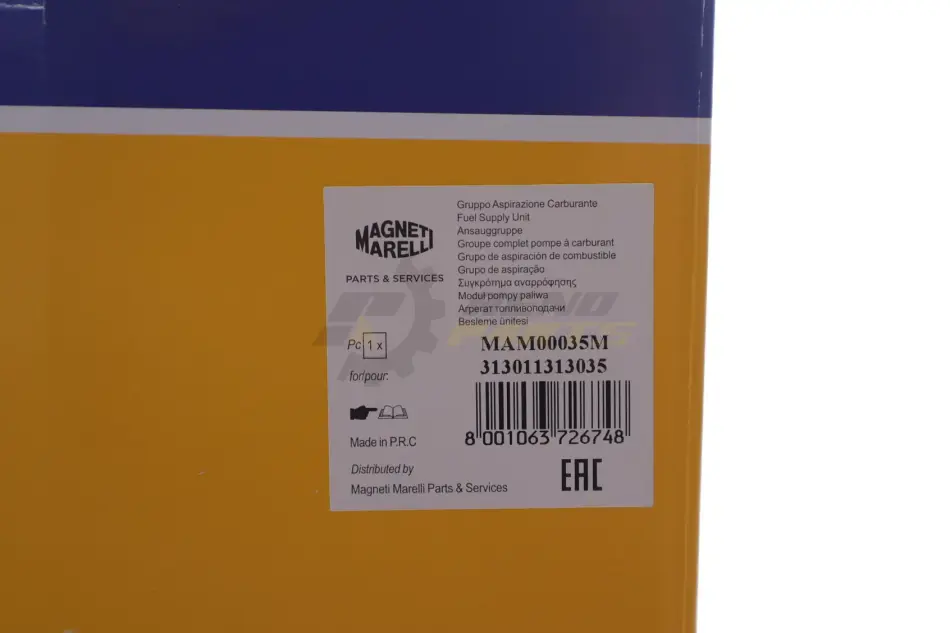 MAGNETI
MARELLI
PARTS & SERVICES
Gruppo Aspirazione Carburante
Fuel Supply Unit
Ansauggruppe
Groupe complet pompe à carburant
Grupo de aspiración de combustible
Grupo de aspiração
Συγκρότημα αναρρόφησης
Moduł pompy paliwa
Агрегат топливоподачи
Besleme ünitesi
Pc 1 x
for/pour:
MAM00035M
313011313035
8 001063 726748
Made in P.R.C
Distributed by
Magneti Marelli Parts & Services
EAC
PARTS